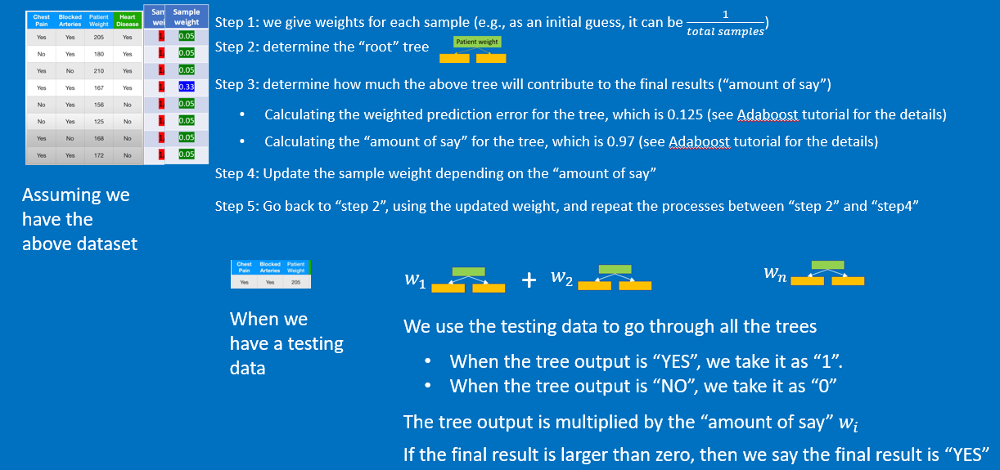 Chest Pain Blocked Arteries Patient Weight Heart Disease Sam wei Sample weight
Yes Yes 205 Yes 1/ 0.05
No Yes 180 Yes 1/ 0.05
Yes No 210 Yes 1/ 0.05
Yes Yes 167 Yes 1/ 0.33
No Yes 156 No 1/ 0.05
No Yes 125 No 1/ 0.05
Yes No 168 No 1/ 0.05
Yes Yes 172 No 1/ 0.05
Assuming we
have the
above dataset
Step 1: we give weights for each sample (e.g., as an initial guess, it can be 1/total samples)
Step 2: determine the “root” tree
Patient weight
Step 3: determine how much the above tree will contribute to the final results (“amount of say”)
• Calculating the weighted prediction error for the tree, which is 0.125 (see Adaboost tutorial for the details)
• Calculating the “amount of say” for the tree, which is 0.97 (see Adaboost tutorial for the details)
Step 4: Update the sample weight depending on the “amount of say”
Step 5: Go back to “step 2”, using the updated weight, and repeat the processes between “step 2” and “step4”
Chest Pain Blocked Arteries Patient Weight
Yes Yes 205
When we
have a testing
data
w₁ + w₂ wₙ
We use the testing data to go through all the trees
• When the tree output is “YES”, we take it as “1”.
• When the tree output is “NO”, we take it as “0”
The tree output is multiplied by the “amount of say” wᵢ
If the final result is larger than zero, then we say the final result is “YES”